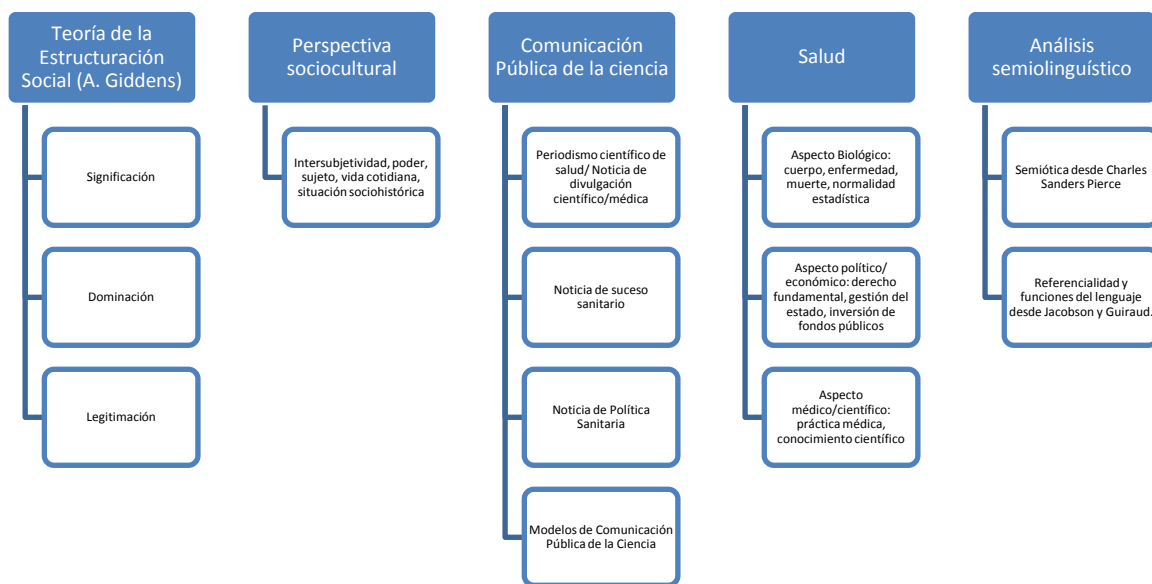 Teoría de la
Estructuración
Social (A. Giddens)
Significación
Dominación
Legitimación
Perspectiva
sociocultural
Intersubjetividad, poder,
sujeto, vida cotidiana,
situación sociohistórica
Comunicación
Pública de la ciencia
Periodismo científico de
salud/ Noticia de
divulgación
científico/médica
Noticia de suceso
sanitario
Noticia de Política
Sanitaria
Modelos de Comunicación
Pública de la Ciencia
Salud
Aspecto Biológico:
cuerpo, enfermedad,
muerte, normalidad
estadística
Aspecto político/
económico: derecho
fundamental, gestión del
estado, inversión de
fondos públicos
Aspecto
médico/científico:
práctica médica,
conocimiento científico
Análisis
semiolinguístico
Semiótica desde Charles
Sanders Pierce
Referencialidad y
funciones del lenguaje
desde Jacobson y Guiraud.